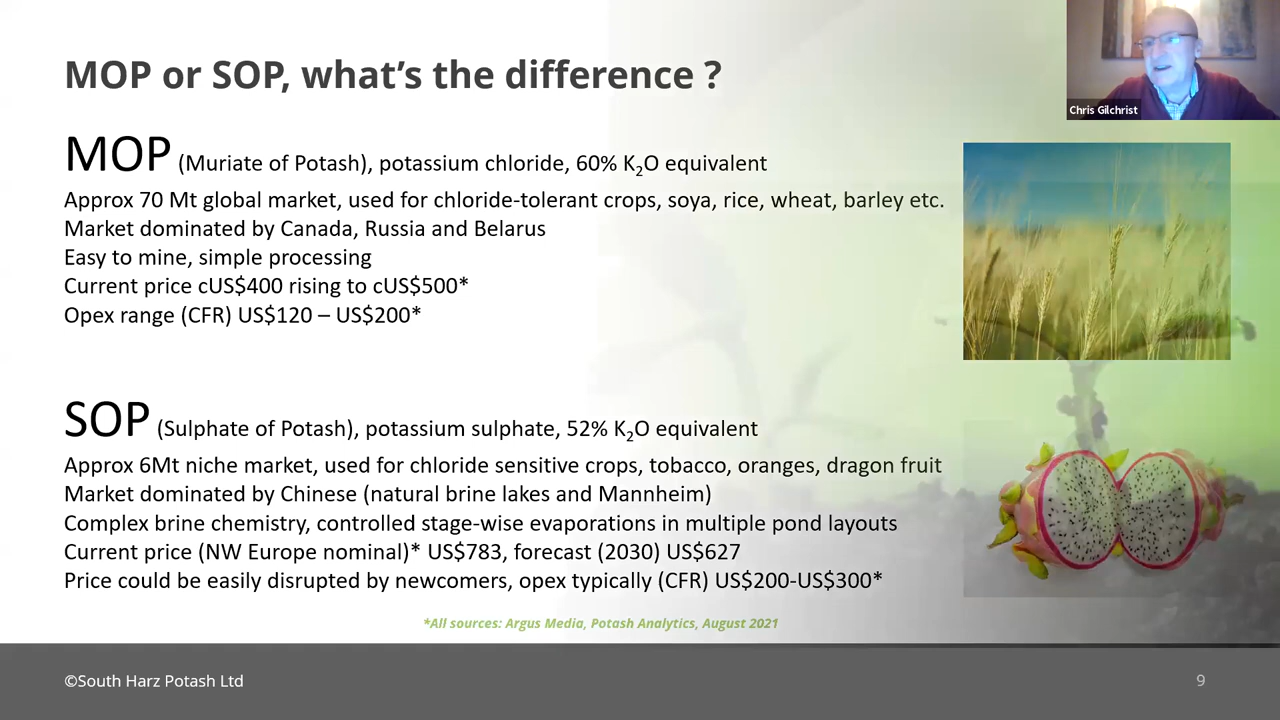 MOP or SOP, what's the difference ?
Chris Gilchrist
MOP (Muriate of Potash), potassium chloride, 60% K₂O equivalent
Approx 70 Mt global market, used for chloride-tolerant crops, soya, rice, wheat, barley etc.
Market dominated by Canada, Russia and Belarus
Easy to mine, simple processing
Current price cUS$400 rising to cUS$500*
Opex range (CFR) US$120 – US$200*
SOP (Sulphate of Potash), potassium sulphate, 52% K₂O equivalent
Approx 6Mt niche market, used for chloride sensitive crops, tobacco, oranges, dragon fruit
Market dominated by Chinese (natural brine lakes and Mannheim)
Complex brine chemistry, controlled stage-wise evaporations in multiple pond layouts
Current price (NW Europe nominal)* US$783, forecast (2030) US$627
Price could be easily disrupted by newcomers, opex typically (CFR) US$200-US$300*
*All sources: Argus Media, Potash Analytics, August 2021
©South Harz Potash Ltd
9